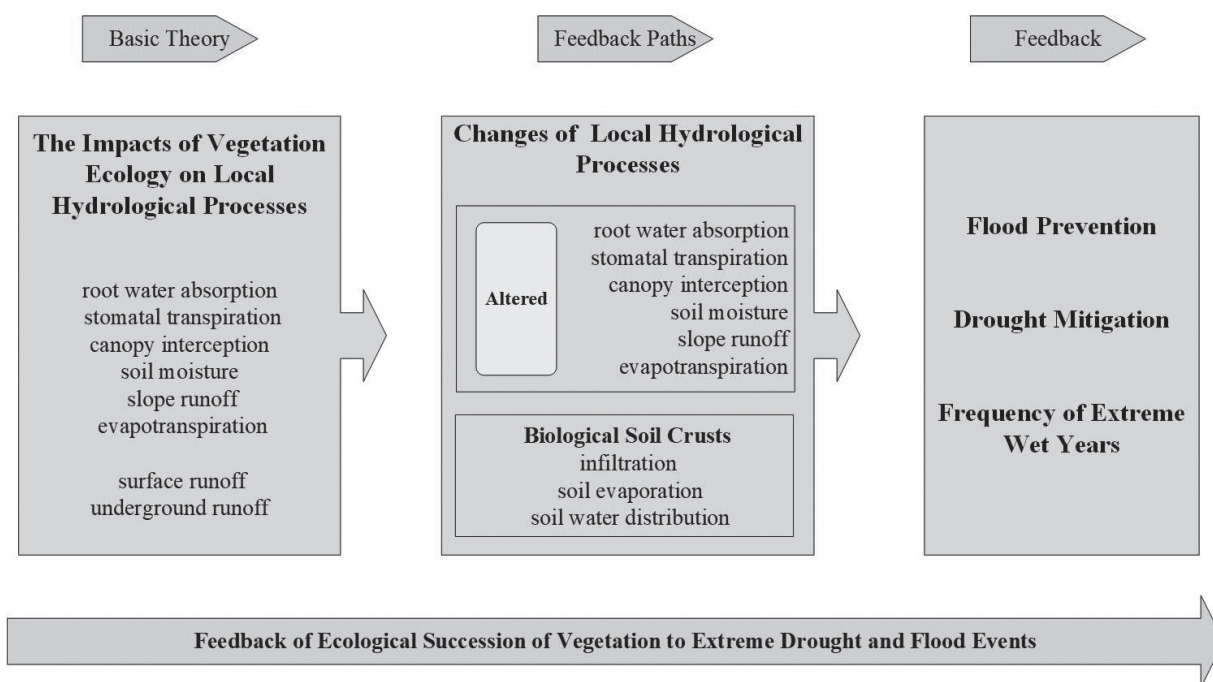 Basic Theory
Feedback Paths
Feedback
The Impacts of Vegetation
Ecology on Local
Hydrological Processes
root water absorption
stomatal transpiration
canopy interception
soil moisture
slope runoff
evapotranspiration
surface runoff
underground runoff
Changes of Local Hydrological
Processes
Altered
root water absorption
stomatal transpiration
canopy interception
soil moisture
slope runoff
evapotranspiration
Biological Soil Crusts
infiltration
soil evaporation
soil water distribution
Flood Prevention
Drought Mitigation
Frequency of Extreme
Wet Years
Feedback of Ecological Succession of Vegetation to Extreme Drought and Flood Events